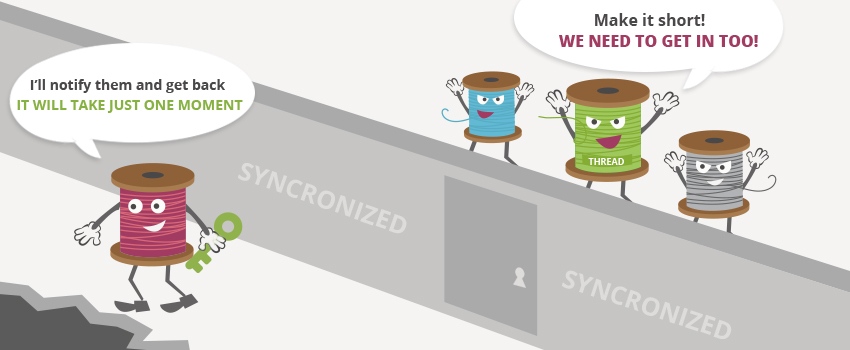 Make it short!
WE NEED TO GET IN TOO!
I'll notify them and get back
IT WILL TAKE JUST ONE MOMENT
THREAD
SYNCRONIZED
SYNCRONIZED